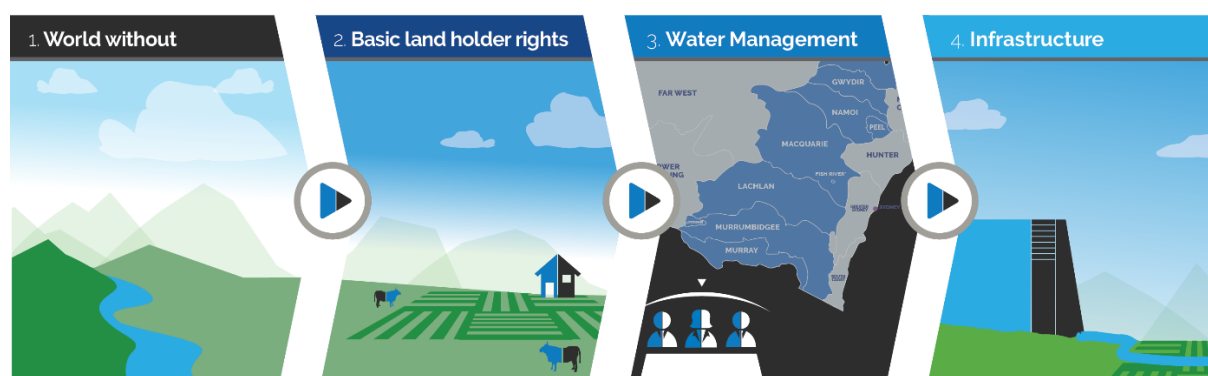 1. World without
2. Basic land holder rights
3. Water Management
4. Infrastructure
GWYDIR
FAR WEST
NAMOI
PEEL
MACQUARIE
HUNTER
FISH RIVER
LACHLAN
MURRUMBIDGEE
MURRAY